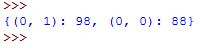 >>>
{(0, 1): 98, (0, 0): 88}
>>>